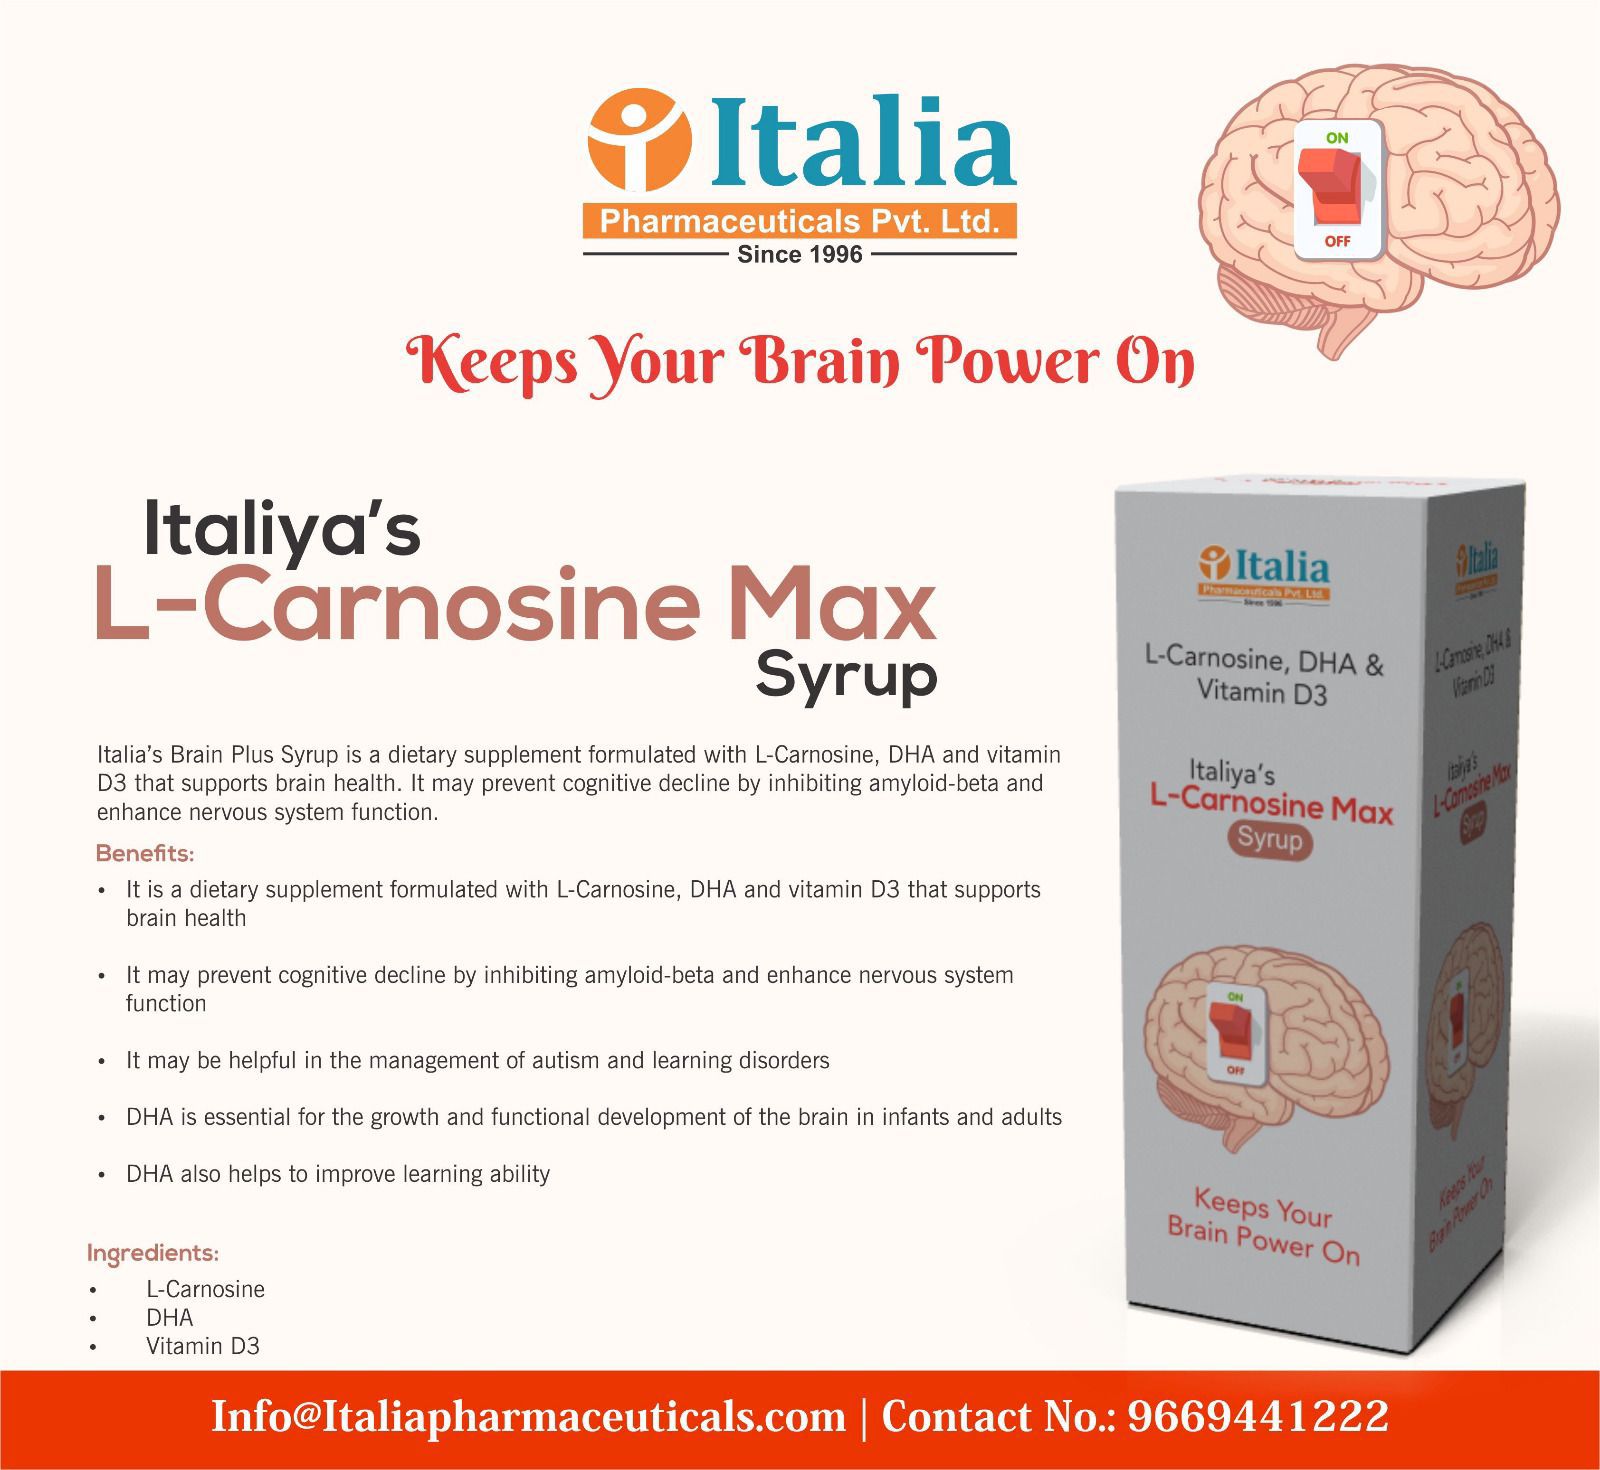 Italia
Pharmaceuticals Pvt. Ltd.
Since 1996
ON
OFF
Keeps Your Brain Power On
Italiya's
L-Carnosine Max
Syrup
Italia's Brain Plus Syrup is a dietary supplement formulated with L-Carnosine, DHA and vitamin
D3 that supports brain health. It may prevent cognitive decline by inhibiting amyloid-beta and
enhance nervous system function.
Benefits:
• It is a dietary supplement formulated with L-Carnosine, DHA and vitamin D3 that supports
brain health
• It may prevent cognitive decline by inhibiting amyloid-beta and enhance nervous system
function
• It may be helpful in the management of autism and learning disorders
• DHA is essential for the growth and functional development of the brain in infants and adults
• DHA also helps to improve learning ability
Ingredients:
• L-Carnosine
• DHA
• Vitamin D3
Italia
Pharmaceuticals Pvt. Ltd.
Since 1996
L-Carnosine, DHA &
Vitamin D3
Italiya's
L-Carnosine Max
Syrup
ON
OFF
Keeps Your
Brain Power On
Italia
L-Carnosine, DHA &
Vitamin D3
Italiya's
L-Carnosine Max
Syrup
ON
OFF
Keeps Your
Brain Power On
Info@Italiapharmaceuticals.com | Contact No.: 9669441222